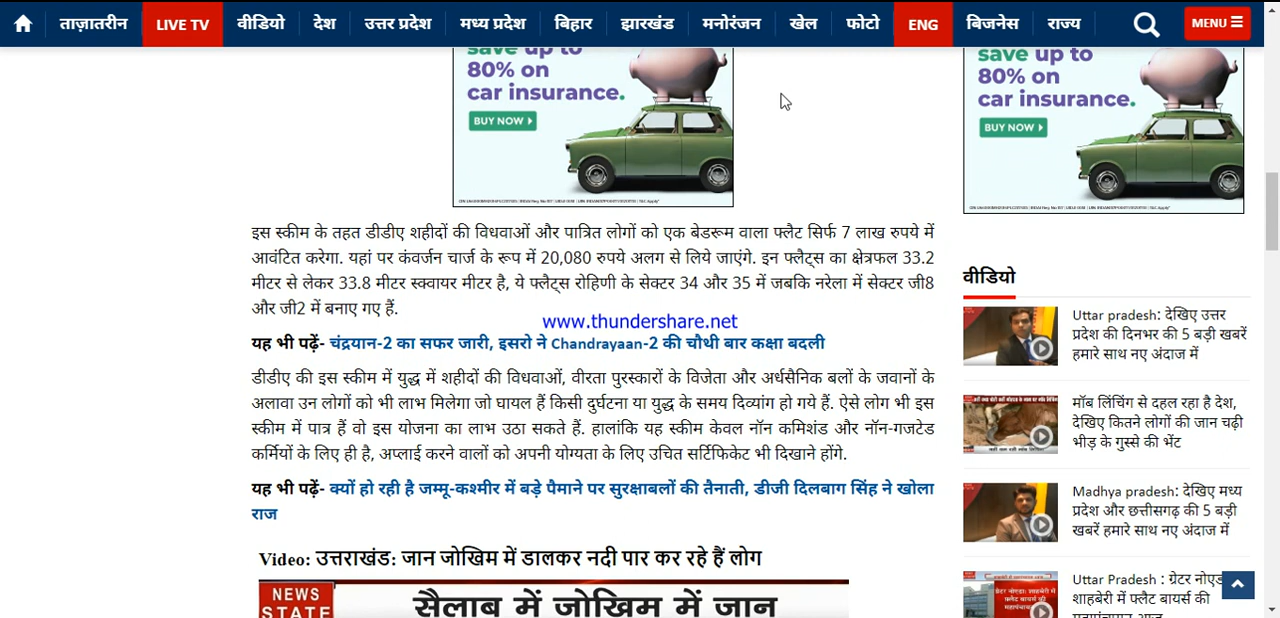 ताज़ातरीन LIVE TV वीडियो देश उत्तर प्रदेश मध्य प्रदेश बिहार झारखंड मनोरंजन खेल फोटो ENG बिजनेस राज्य MENU
save up to
80% on
car insurance.
BUY NOW
save up to
80% on
car insurance.
BUY NOW
इस स्कीम के तहत डीडीए शहीदों की विधवाओं और पात्रित लोगों को एक बेडरूम वाला फ्लैट सिर्फ 7 लाख रुपये में
आवंटित करेगा. यहां पर कंवर्जन चार्ज के रूप में 20,080 रुपये अलग से लिये जाएंगे. इन फ्लैट्स का क्षेत्रफल 33.2
मीटर से लेकर 33.8 मीटर स्क्वायर मीटर है, ये फ्लैट्स रोहिणी के सेक्टर 34 और 35 में जबकि नरेला में सेक्टर जी8
और जी2 में बनाए गए हैं.
www.thundershare.net
यह भी पढ़ें- चंद्रयान-2 का सफर जारी, इसरो ने Chandrayaan-2 की चौथी बार कक्षा बदली
डीडीए की इस स्कीम में युद्ध में शहीदों की विधवाओं, वीरता पुरस्कारों के विजेता और अर्धसैनिक बलों के जवानों के
अलावा उन लोगों को भी लाभ मिलेगा जो घायल हैं किसी दुर्घटना या युद्ध के समय दिव्यांग हो गये हैं. ऐसे लोग भी इस
स्कीम में पात्र हैं वो इस योजना का लाभ उठा सकते हैं. हालांकि यह स्कीम केवल नॉन कमिशंड और नॉन-गजटेड
कर्मियों के लिए ही है, अप्लाई करने वालों को अपनी योग्यता के लिए उचित सर्टिफिकेट भी दिखाने होंगे.
यह भी पढ़ें- क्यों हो रही है जम्मू-कश्मीर में बड़े पैमाने पर सुरक्षाबलों की तैनाती, डीजी दिलबाग सिंह ने खोला
राज
Video: उत्तराखंड: जान जोखिम में डालकर नदी पार कर रहे हैं लोग
NEWS
STATE
सैलाब में जोखिम में जान
वीडियो
Uttar pradesh: देखिए उत्तर
प्रदेश की दिनभर की 5 बड़ी खबरें
हमारे साथ नए अंदाज में
मॉब लिंचिंग से दहल रहा है देश,
देखिए कितने लोगों की जान चढ़ी
भीड़ के गुस्से की भेंट
Madhya pradesh: देखिए मध्य
प्रदेश और छत्तीसगढ़ की 5 बड़ी
खबरें हमारे साथ नए अंदाज में
Uttar Pradesh : ग्रेटर
शाहबेरी में फ्लैट बायर्स की